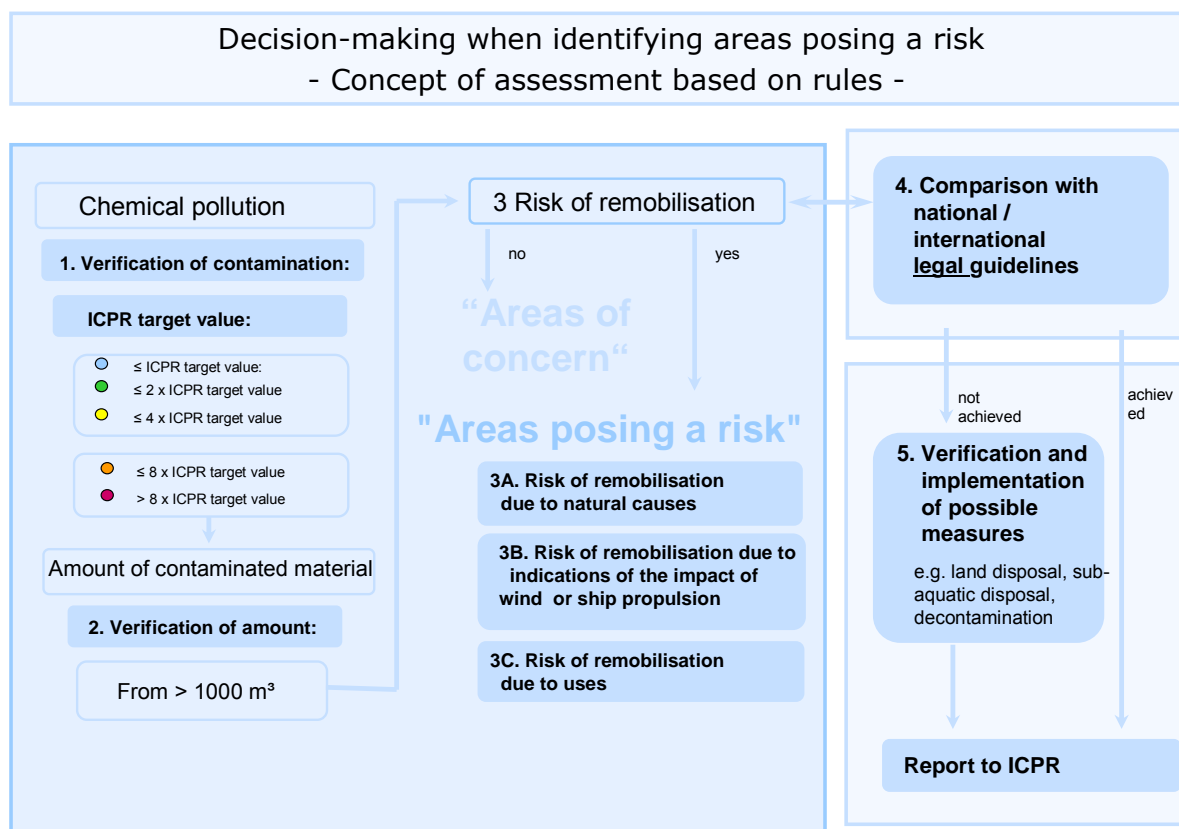 Decision-making when identifying areas posing a risk
- Concept of assessment based on rules -
Chemical pollution
1. Verification of contamination:
ICPR target value:
≤ ICPR target value:
≤ 2 x ICPR target value
≤ 4 x ICPR target value
≤ 8 x ICPR target value
> 8 x ICPR target value
Amount of contaminated material
2. Verification of amount:
From > 1000 m³
3 Risk of remobilisation
no
yes
“Areas of
concern“
"Areas posing a risk"
3A. Risk of remobilisation
due to natural causes
3B. Risk of remobilisation due to
indications of the impact of
wind or ship propulsion
3C. Risk of remobilisation
due to uses
4. Comparison with
national /
international
legal guidelines
not
achieved
achiev
ed
5. Verification and
implementation
of possible
measures
e.g. land disposal, sub-
aquatic disposal,
decontamination
Report to ICPR